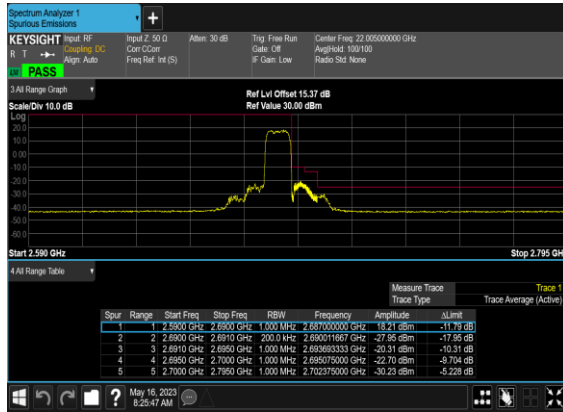 Spectrum Analyzer 1
Spurious Emissions
+
KEYSIGHT Input: RF Input Z: 50 Ω Atten: 30 dB Trig: Free Run Center Freq: 22.005000000 GHz
R T Coupling: DC Corr CCorr Gate: Off Avg|Hold: 100/100
Align: Auto Freq Ref: Int (S) IF Gain: Low Radio Std: None
PASS
3 All Range Graph
Ref Lvl Offset 15.37 dB
Scale/Div 10.0 dB Ref Value 30.00 dBm
Log
20.0
10.0
0.00
-10.0
-20.0
-30.0
-40.0
-50.0
-60.0
Start 2.590 GHz Stop 2.795 GH
4 All Range Table
Measure Trace Trace 1
Trace Type Trace Average (Active)
Spur Range Start Freq Stop Freq RBW Frequency Amplitude ΔLimit
1 1 2.5900 GHz 2.6900 GHz 1.000 MHz 2.687000000 GHz 18.21 dBm -11.79 dB
2 2 2.6900 GHz 2.6910 GHz 200.0 kHz 2.690011667 GHz -27.95 dBm -17.95 dB
3 3 2.6910 GHz 2.6950 GHz 1.000 MHz 2.693693333 GHz -20.31 dBm -10.31 dB
4 4 2.6950 GHz 2.7000 GHz 1.000 MHz 2.695075000 GHz -22.70 dBm -9.704 dB
5 5 2.7000 GHz 2.7950 GHz 1.000 MHz 2.702375000 GHz -30.23 dBm -5.228 dB
?
May 16, 2023
8:25:47 AM